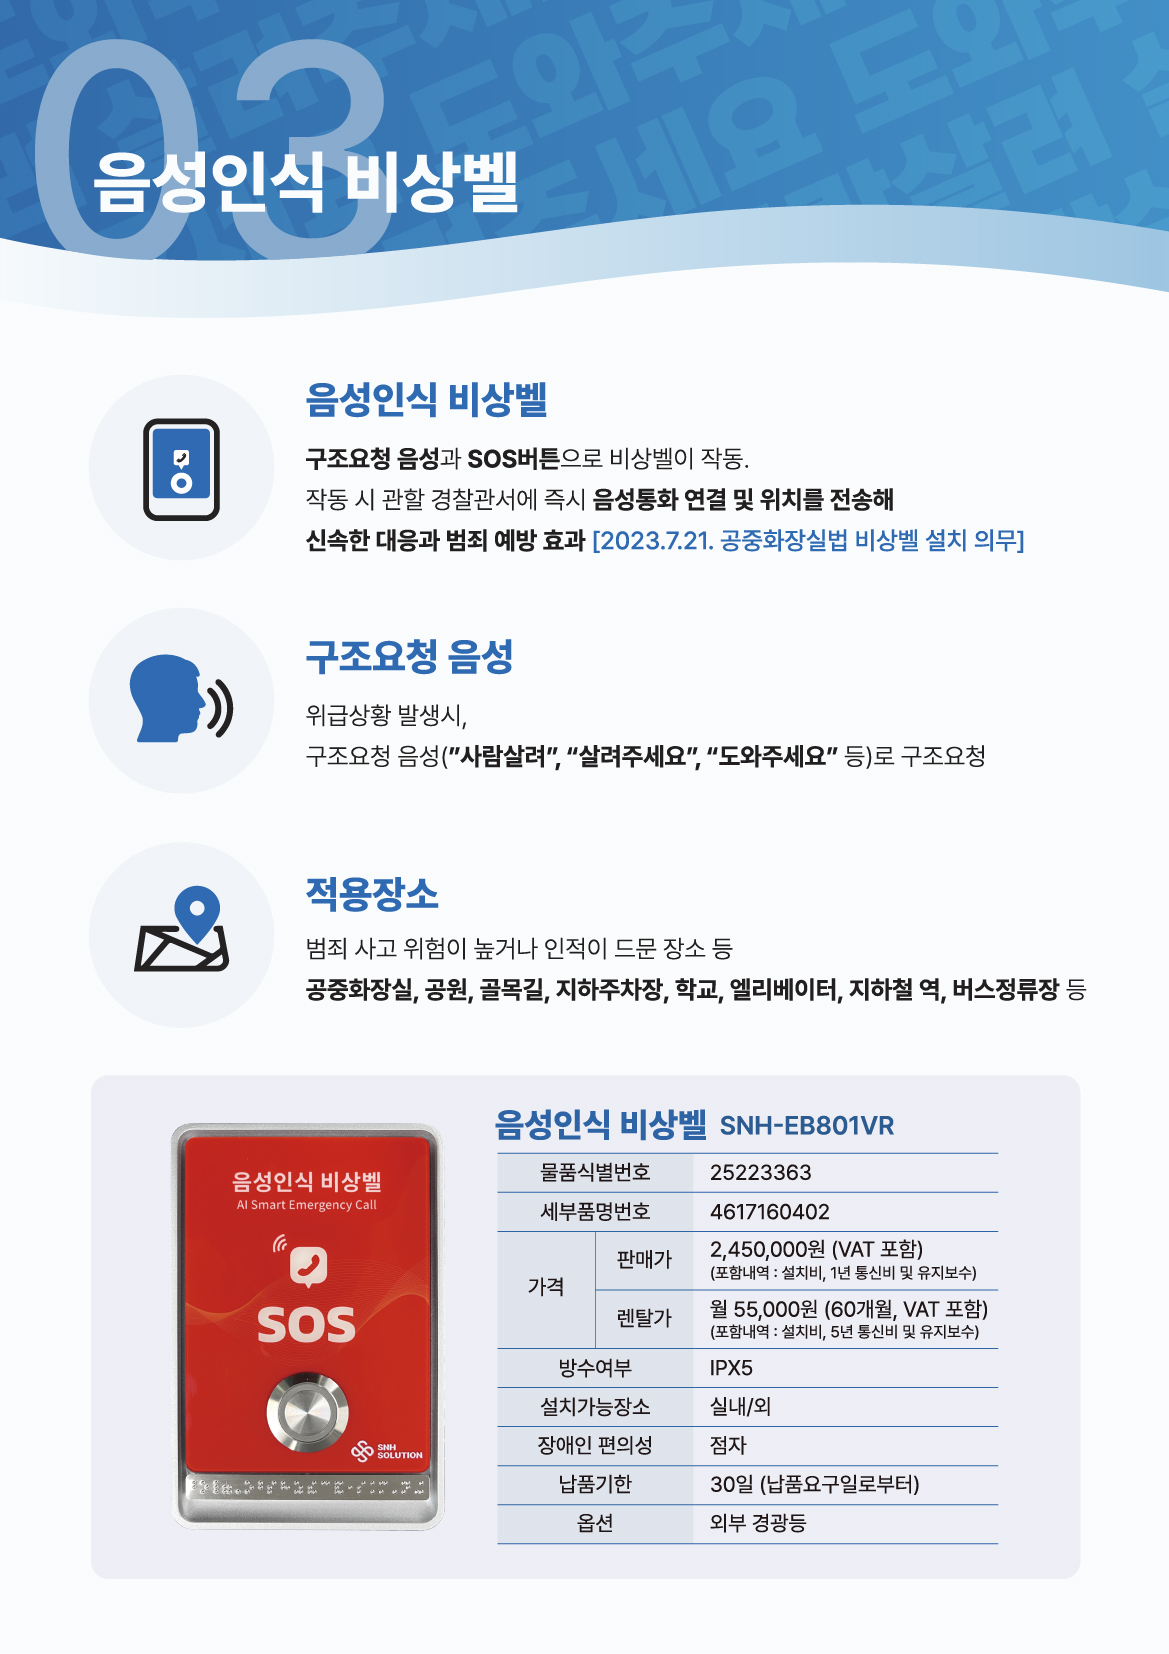 03
음성인식 비상벨
음성인식 비상벨
구조요청 음성과 SOS버튼으로 비상벨이 작동.
작동 시 관할 경찰관서에 즉시 음성통화 연결 및 위치를 전송해
신속한 대응과 범죄 예방 효과 [2023.7.21. 공중화장실법 비상벨 설치 의무]
구조요청 음성
위급상황 발생시,
구조요청 음성(”사람살려”, “살려주세요”, “도와주세요” 등)로 구조요청
적용장소
범죄 사고 위험이 높거나 인적이 드문 장소 등
공중화장실, 공원, 골목길, 지하주차장, 학교, 엘리베이터, 지하철 역, 버스정류장 등
음성인식 비상벨
AI Smart Emergency Call
SOS
SNH
SOLUTION
음성인식 비상벨 SNH-EB801VR
물품식별번호 25223363
세부품명번호 4617160402
가격
판매가 2,450,000원 (VAT 포함)
(포함내역 : 설치비, 1년 통신비 및 유지보수)
렌탈가 월 55,000원 (60개월, VAT 포함)
(포함내역 : 설치비, 5년 통신비 및 유지보수)
방수여부 IPX5
설치가능장소 실내/외
장애인 편의성 점자
납품기한 30일 (납품요구일로부터)
옵션 외부 경광등